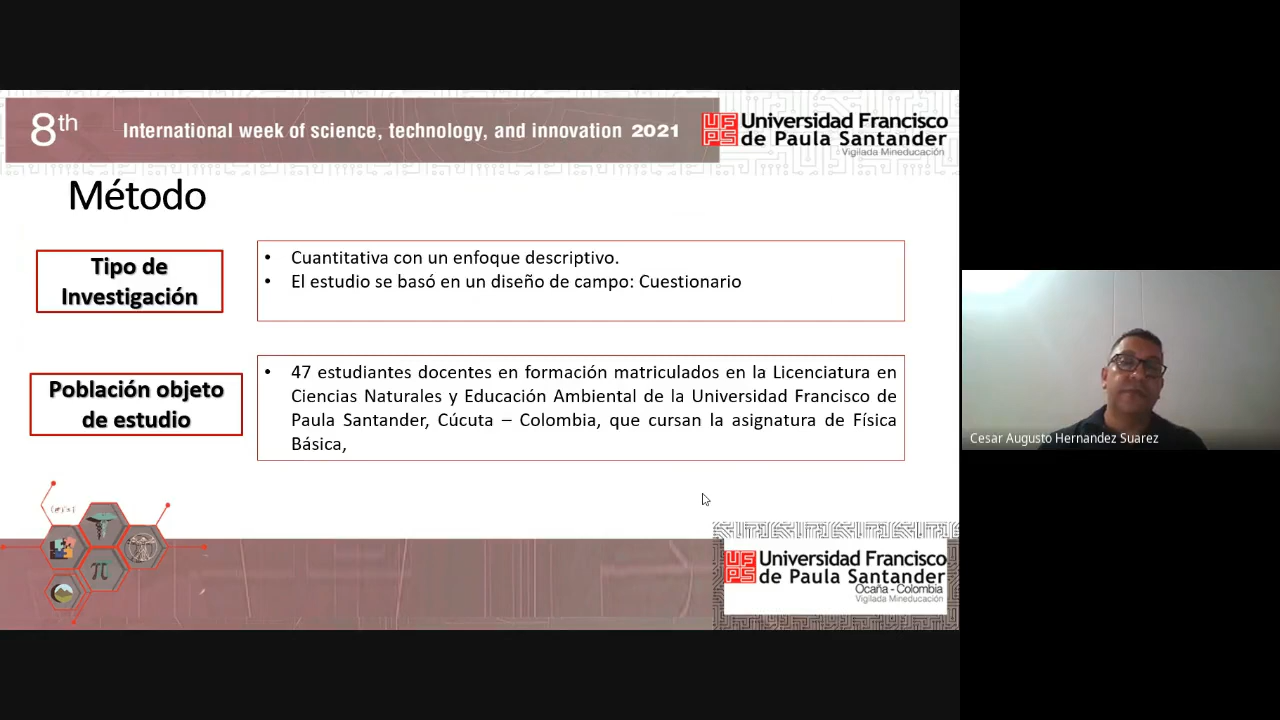 8th
International week of science, technology, and innovation 2021
UF
PS
Universidad Francisco
de Paula Santander
Vigilada Mineducación
Método
Tipo de
Investigación
• Cuantitativa con un enfoque descriptivo.
• El estudio se basó en un diseño de campo: Cuestionario
Población objeto
de estudio
• 47 estudiantes docentes en formación matriculados en la Licenciatura en
Ciencias Naturales y Educación Ambiental de la Universidad Francisco de
Paula Santander, Cúcuta – Colombia, que cursan la asignatura de Física
Básica,
Cesar Augusto Hernandez Suarez
π
UF
PS
Universidad Francisco
de Paula Santander
Ocaña - Colombia
Vigilada Mineducación